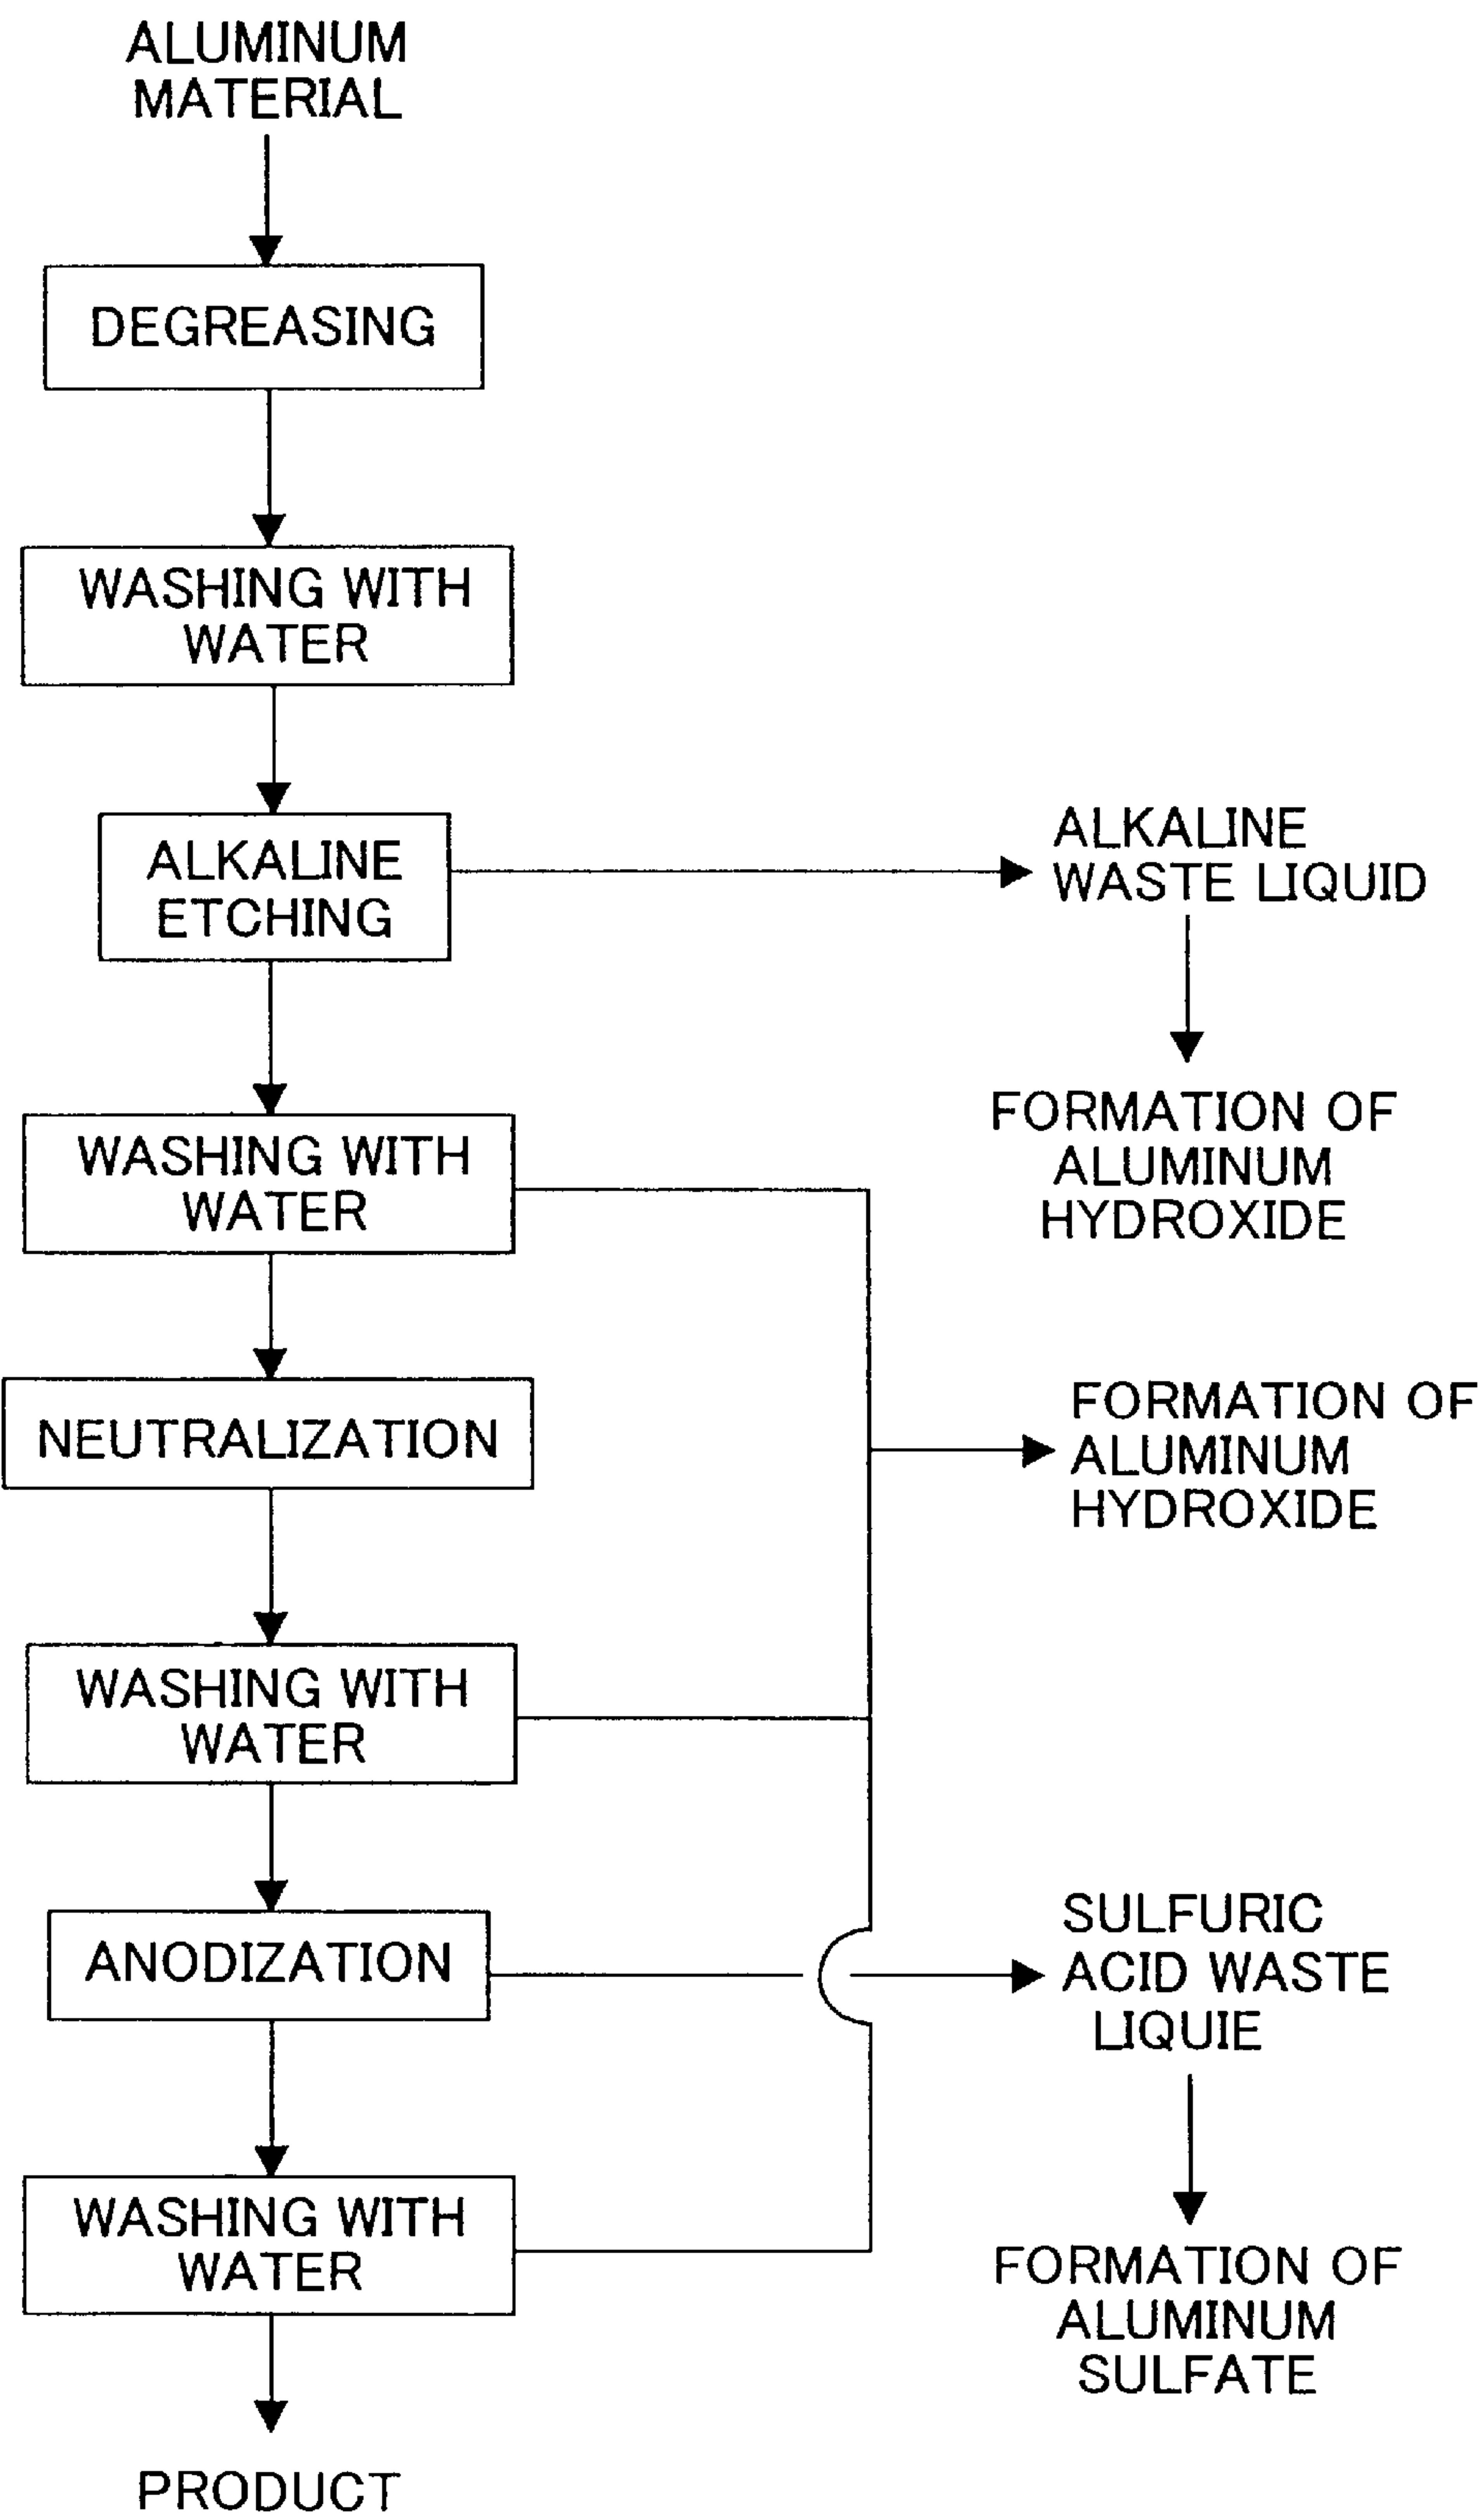 ALUMINUM
MATERIAL
DEGREASING
WASHING WITH
WATER
ALKALINE
ETCHING
ALKALINE
WASTE LIQUID
FORMATION OF
ALUMINUM
HYDROXIDE
WASHING WITH
WATER
NEUTRALIZATION
FORMATION OF
ALUMINUM
HYDROXIDE
WASHING WITH
WATER
ANODIZATION
SULFURIC
ACID WASTE
LIQUIE
WASHING WITH
WATER
FORMATION OF
ALUMINUM
SULFATE
PRODUCT